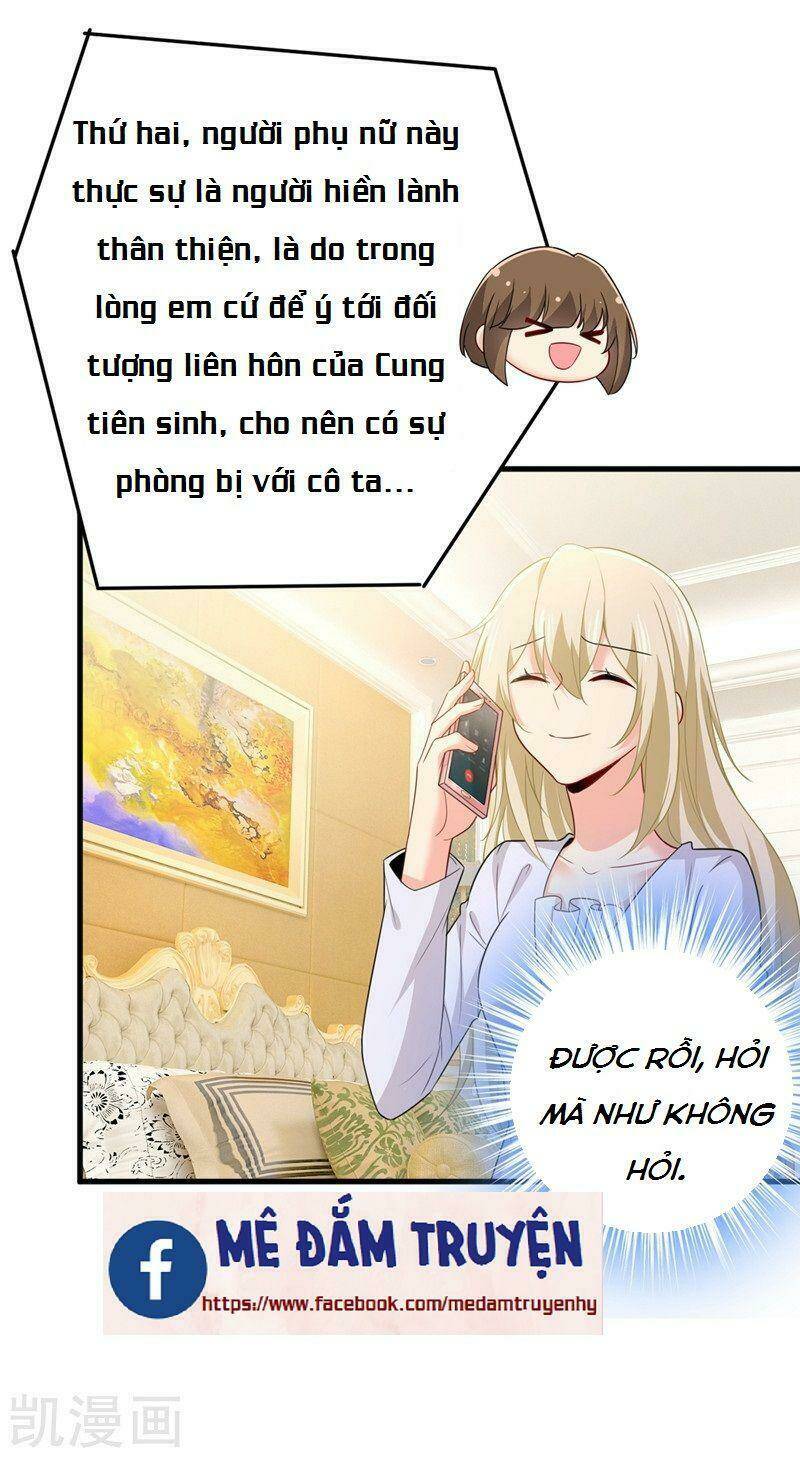 Thứ hai, người phụ nữ này
thực sự là người hiền lành
thân thiện, là do trong
lòng em cứ để ý tới đối
tượng liên hôn của Cung
tiên sinh, cho nên có sự
phòng bị với cô ta...
ĐƯỢC RỒI, HỎI
MÃ NHƯ KHÔNG
HỎI.
f MÊ ĐẮM TRUYỆN
https://www.facebook.com/medamtruyenhy
凯漫画